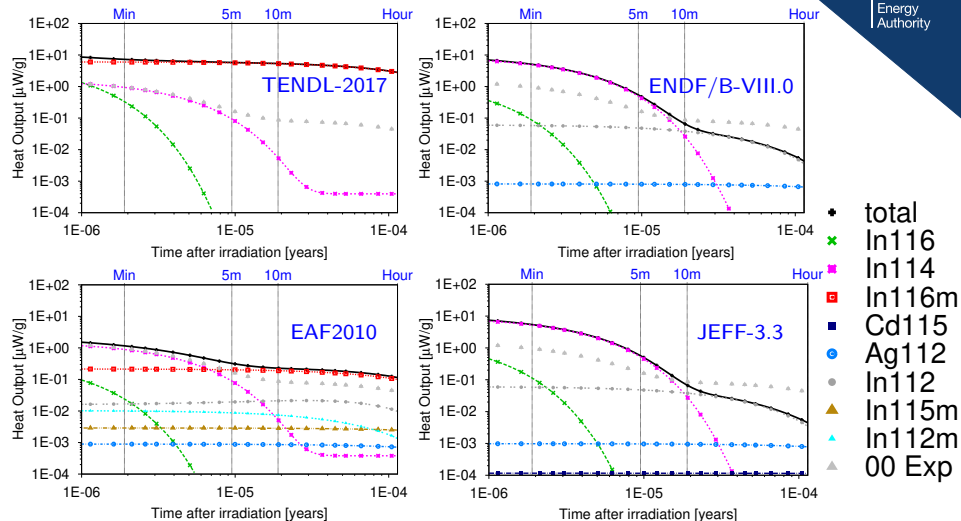 Energy
Authority
Min 5m 10m Hour
1E+02
1E+01
1E+00
1E-01
1E-02
1E-03
1E-04
Heat Output [µW/g]
TENDL-2017
1E-06 1E-05 1E-04
Time after irradiation [years]
Min 5m 10m Hour
1E+02
1E+01
1E+00
1E-01
1E-02
1E-03
1E-04
Heat Output [µW/g]
ENDF/B-VIII.0
1E-06 1E-05 1E-04
Time after irradiation [years]
Min 5m 10m Hour
1E+02
1E+01
1E+00
1E-01
1E-02
1E-03
1E-04
Heat Output [µW/g]
EAF2010
1E-06 1E-05 1E-04
Time after irradiation [years]
Min 5m 10m Hour
1E+02
1E+01
1E+00
1E-01
1E-02
1E-03
1E-04
Heat Output [µW/g]
JEFF-3.3
1E-06 1E-05 1E-04
Time after irradiation [years]
total
In116
In114
In116m
Cd115
Ag112
In112
In115m
In112m
00 Exp